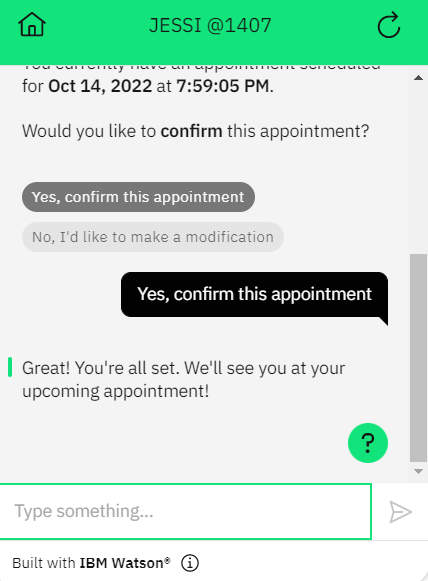 JESSI @1407
You currently have an appointment scheduled
for Oct 14, 2022 at 7:59:05 PM.
Would you like to confirm this appointment?
Yes, confirm this appointment
No, I'd like to make a modification
Yes, confirm this appointment
Great! You're all set. We'll see you at your
upcoming appointment!
?
Type something...
Built with IBM Watson®